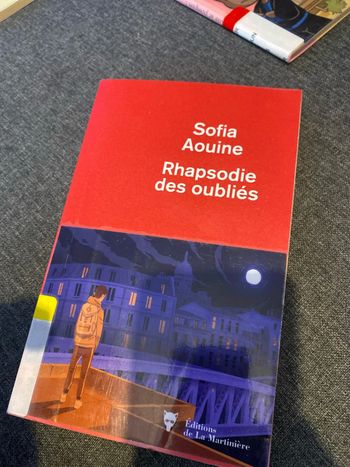 Sofia
Aouine
Rhapsodie
des oubliés
Éditions
de La Martinière